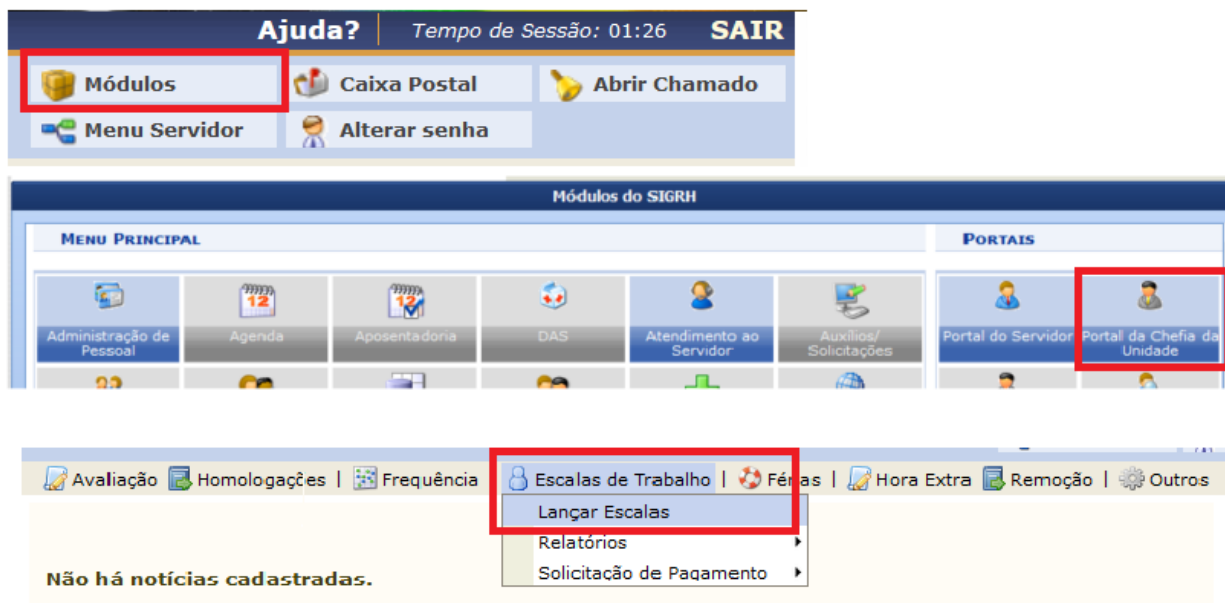 Ajuda? Tempo de Sessão: 01:26 SAIR
Módulos Caixa Postal Abrir Chamado
Menu Servidor Alterar senha
Módulos do SIGRH
MENU PRINCIPAL PORTAIS
12 12
Administração de Pessoal Agenda Aposentadoria DAS Atendimento ao Servidor Auxílios/ Solicitações Portal do Servidor Portal da Chefia da Unidade
Avaliação Homologações | Frequência Escalas de Trabalho | Férias | Hora Extra Remoção | Outros
Lançar Escalas
Relatórios
Solicitação de Pagamento
Não há notícias cadastradas.